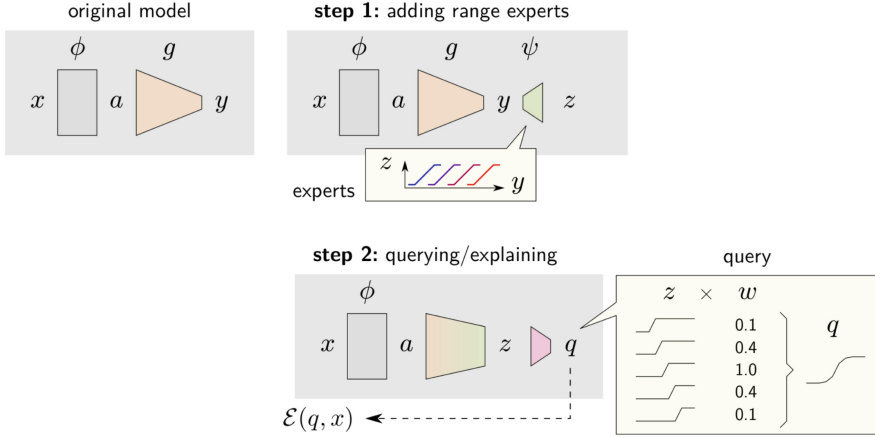 original model
step 1: adding range experts
ϕ g
ϕ g ψ
x a y
x a y z
z
y
experts
step 2: querying/explaining
query
ϕ
z × w
x a z q
0.1
0.4
1.0
0.4
0.1
q
ℰ(q, x)